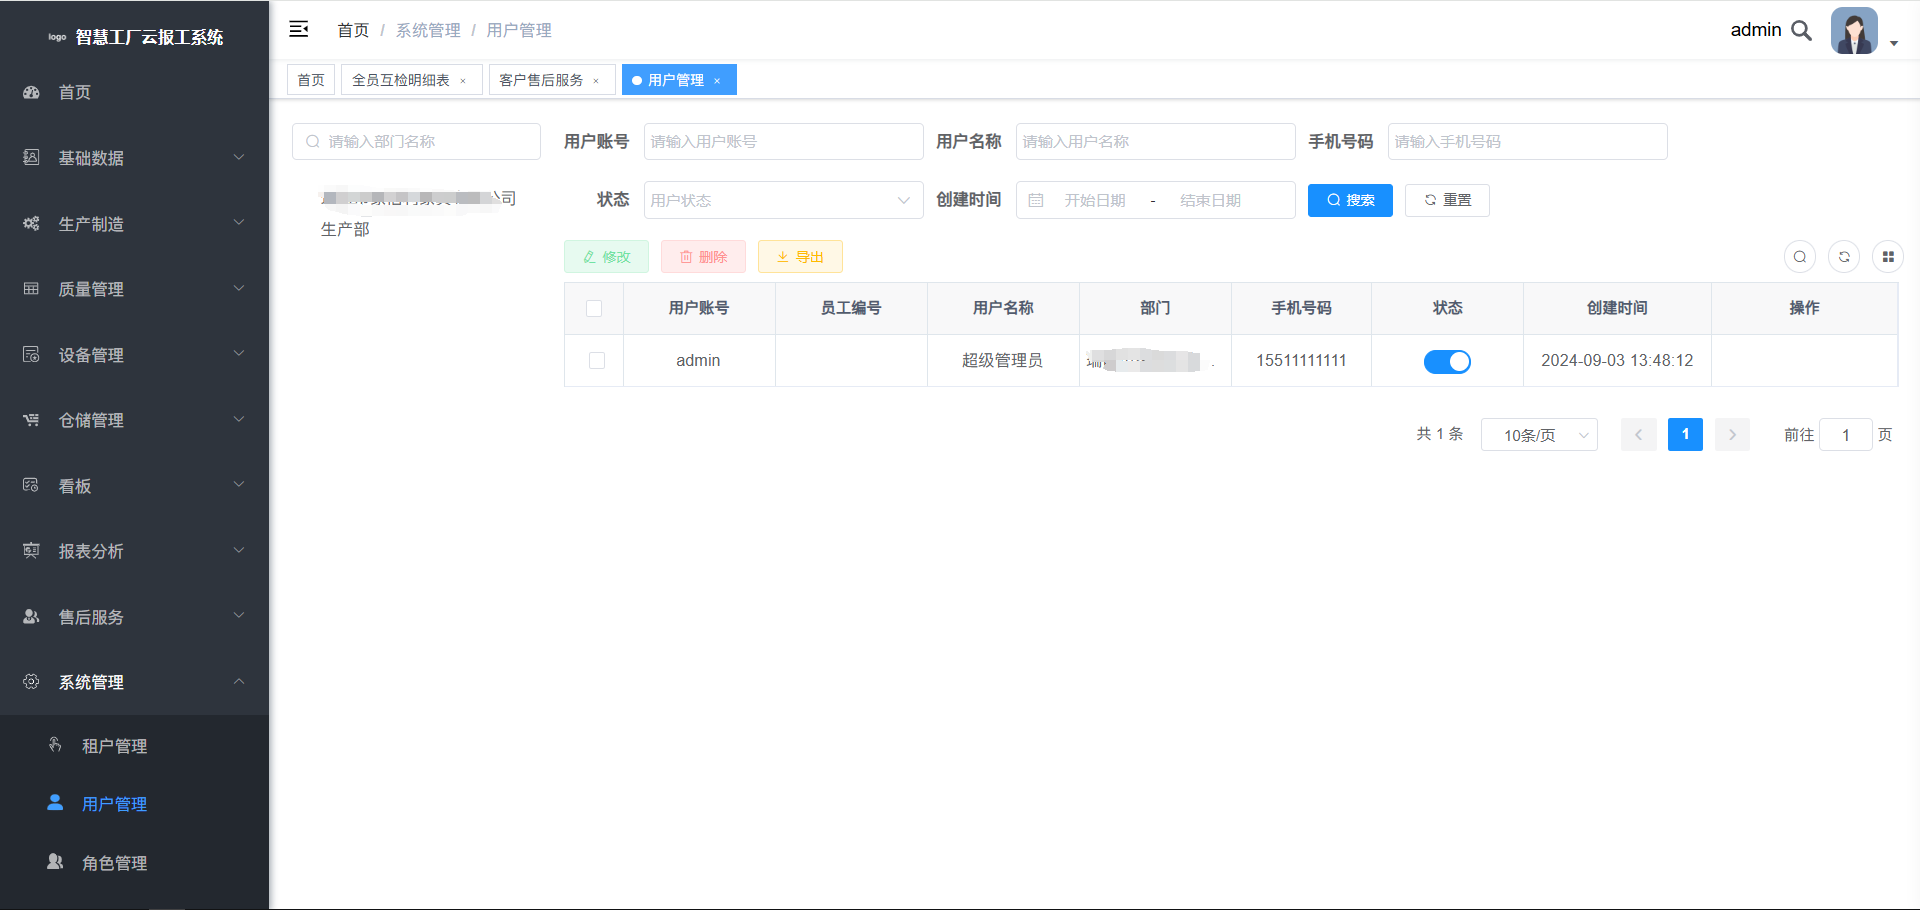 logo 智慧工厂云报工系统
首页
基础数据
生产制造
质量管理
设备管理
仓储管理
看板
报表分析
售后服务
系统管理
租户管理
用户管理
角色管理
首页 / 系统管理 / 用户管理
admin
首页 全员互检明细表 × 客户售后服务 × 用户管理 ×
请输入部门名称
公司
生产部
用户账号 请输入用户账号 用户名称 请输入用户名称 手机号码 请输入手机号码
状态 用户状态 创建时间 开始日期 - 结束日期 搜索 重置
修改 删除 导出
用户账号 员工编号 用户名称 部门 手机号码 状态 创建时间 操作
admin 超级管理员 15511111111 2024-09-03 13:48:12
共 1 条 10条/页 1 前往 1 页